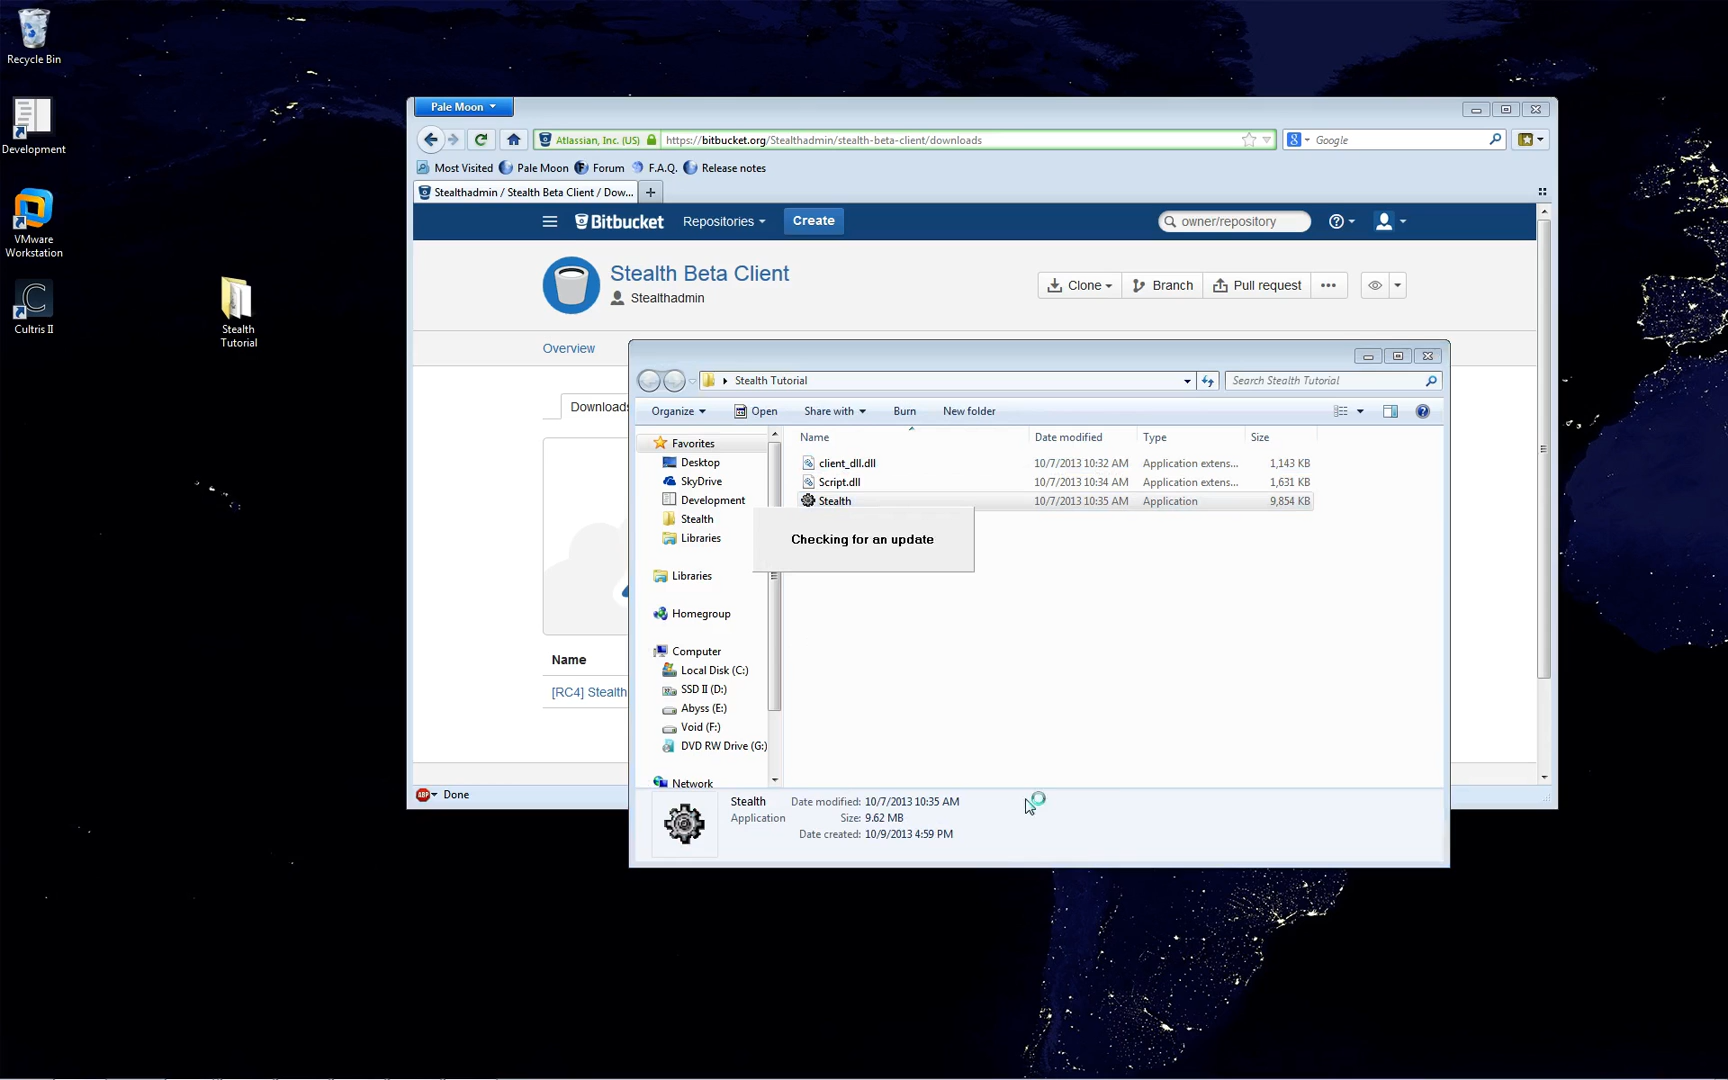 Recycle Bin
Development
VMware
Workstation
Cultris II
Stealth
Tutorial
Pale Moon
Atlassian, Inc. (US)
https://bitbucket.org/Stealthadmin/stealth-beta-client/downloads
Google
Most Visited Pale Moon Forum F.A.Q. Release notes
Stealthadmin / Stealth Beta Client / Dow...
Bitbucket Repositories Create owner/repository
Stealth Beta Client
Stealthadmin
Clone Branch Pull request
Overview
Downloads
Name
[RC4] Stealth
ABP Done
Stealth Tutorial
Search Stealth Tutorial
Organize Open Share with Burn New folder
Favorites
Desktop
SkyDrive
Development
Stealth
Libraries
Libraries
Homegroup
Computer
Local Disk (C:)
SSD II (D:)
Abyss (E:)
Void (F:)
DVD RW Drive (G:)
Network
Name Date modified Type Size
client_dll.dll 10/7/2013 10:32 AM Application extens... 1,143 KB
Script.dll 10/7/2013 10:34 AM Application extens... 1,631 KB
Stealth 10/7/2013 10:35 AM Application 9,854 KB
Checking for an update
Stealth Date modified: 10/7/2013 10:35 AM
Application Size: 9.62 MB
Date created: 10/9/2013 4:59 PM